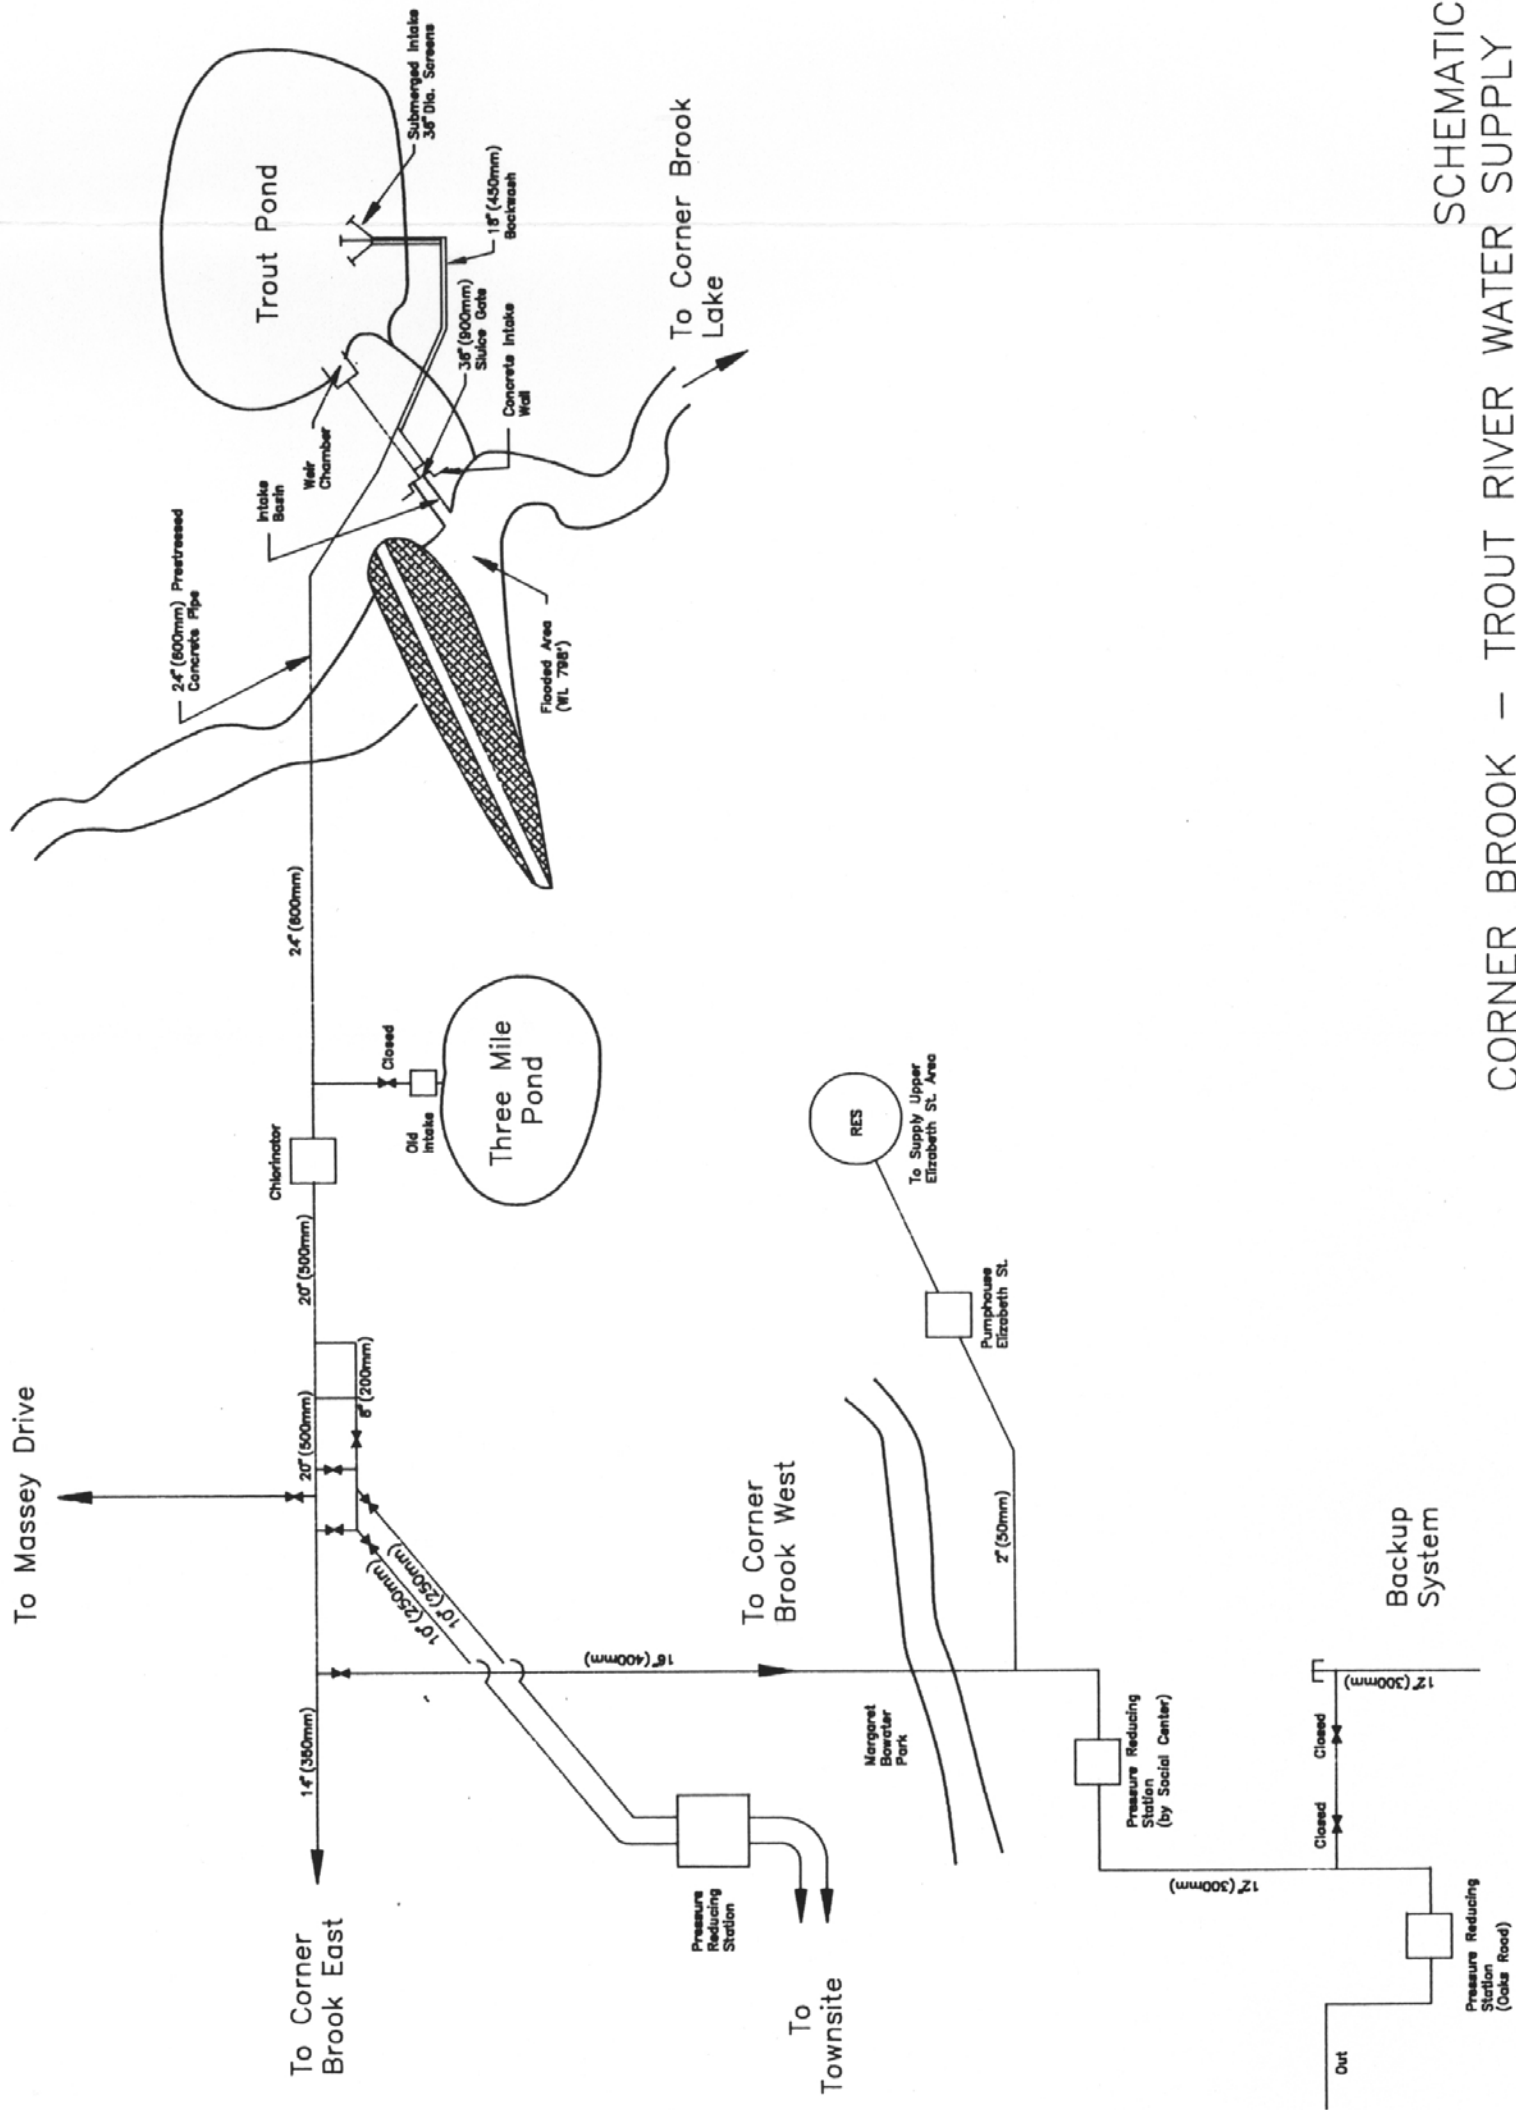 SCHEMATIC
CORNER BROOK – TROUT RIVER WATER SUPPLY
Trout Pond
Submerged Intake
36" Dia. Screens
18" (450mm)
Backwash
36" (900mm)
Sluice Gate
Concrete Intake
Wall
Weir
Chamber
Intake
Basin
24" (600mm) Prestressed
Concrete Pipe
To Corner Brook
Lake
Flooded Area
(WL 798')
24" (600mm)
Closed
Old
Intake
Three Mile
Pond
Chlorinator
20" (500mm)
20" (500mm)
8" (200mm)
To Massey Drive
10" (250mm)
10" (250mm)
14" (350mm)
To Corner
Brook East
16" (400mm)
To Corner
Brook West
Pressure
Reducing
Station
To
Townsite
RES
To Supply Upper
Elizabeth St. Area
Pumphouse
Elizabeth St.
2" (50mm)
Margaret
Bowater
Park
Pressure Reducing
Station
(by Social Center)
12" (300mm)
Closed
Closed
12" (300mm)
Backup
System
Pressure Reducing
Station
(Oaks Road)
Out